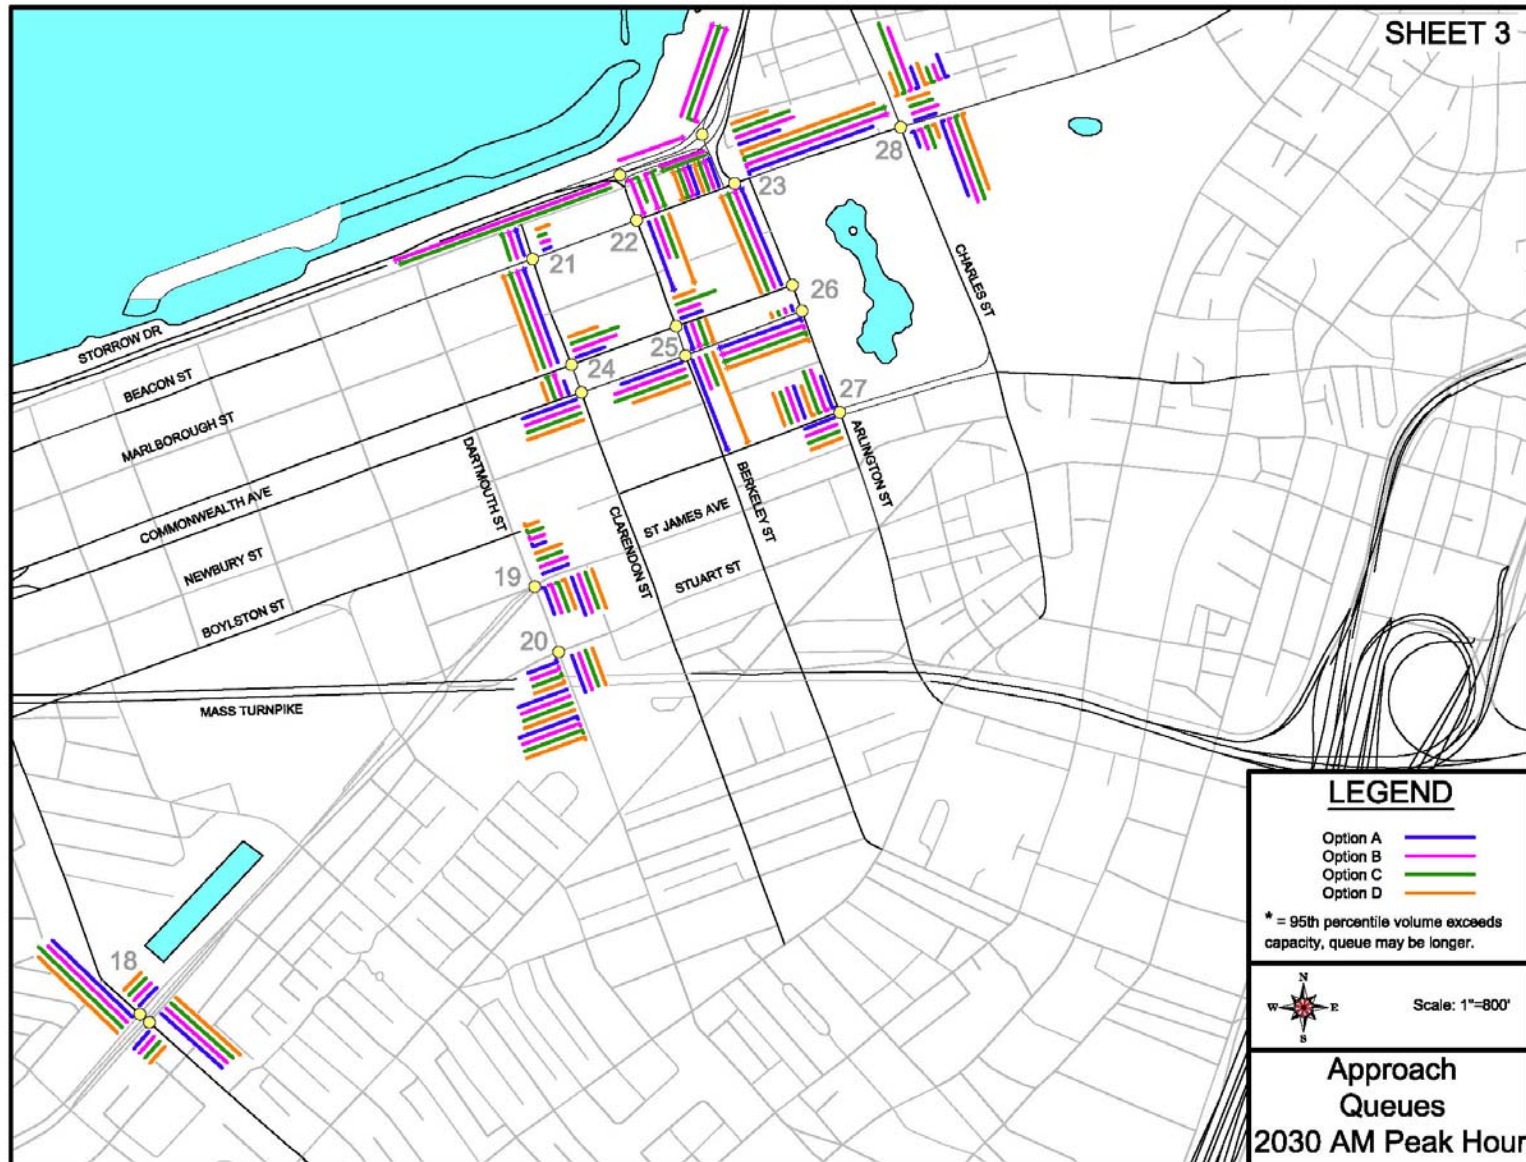 SHEET 3
28
23
22
21
26
CHARLES ST
STORROW DR
BEACON ST
25
24
MARLBOROUGH ST
27
DARTMOUTH ST
ARLINGTON ST
BERKELEY ST
COMMONWEALTH AVE
CLARENDON ST
ST JAMES AVE
NEWBURY ST
19
STUART ST
BOYLSTON ST
20
MASS TURNPIKE
18
LEGEND
Option A
Option B
Option C
Option D
* = 95th percentile volume exceeds
capacity, queue may be longer.
N
W E
S
Scale: 1"=800'
Approach
Queues
2030 AM Peak Hour